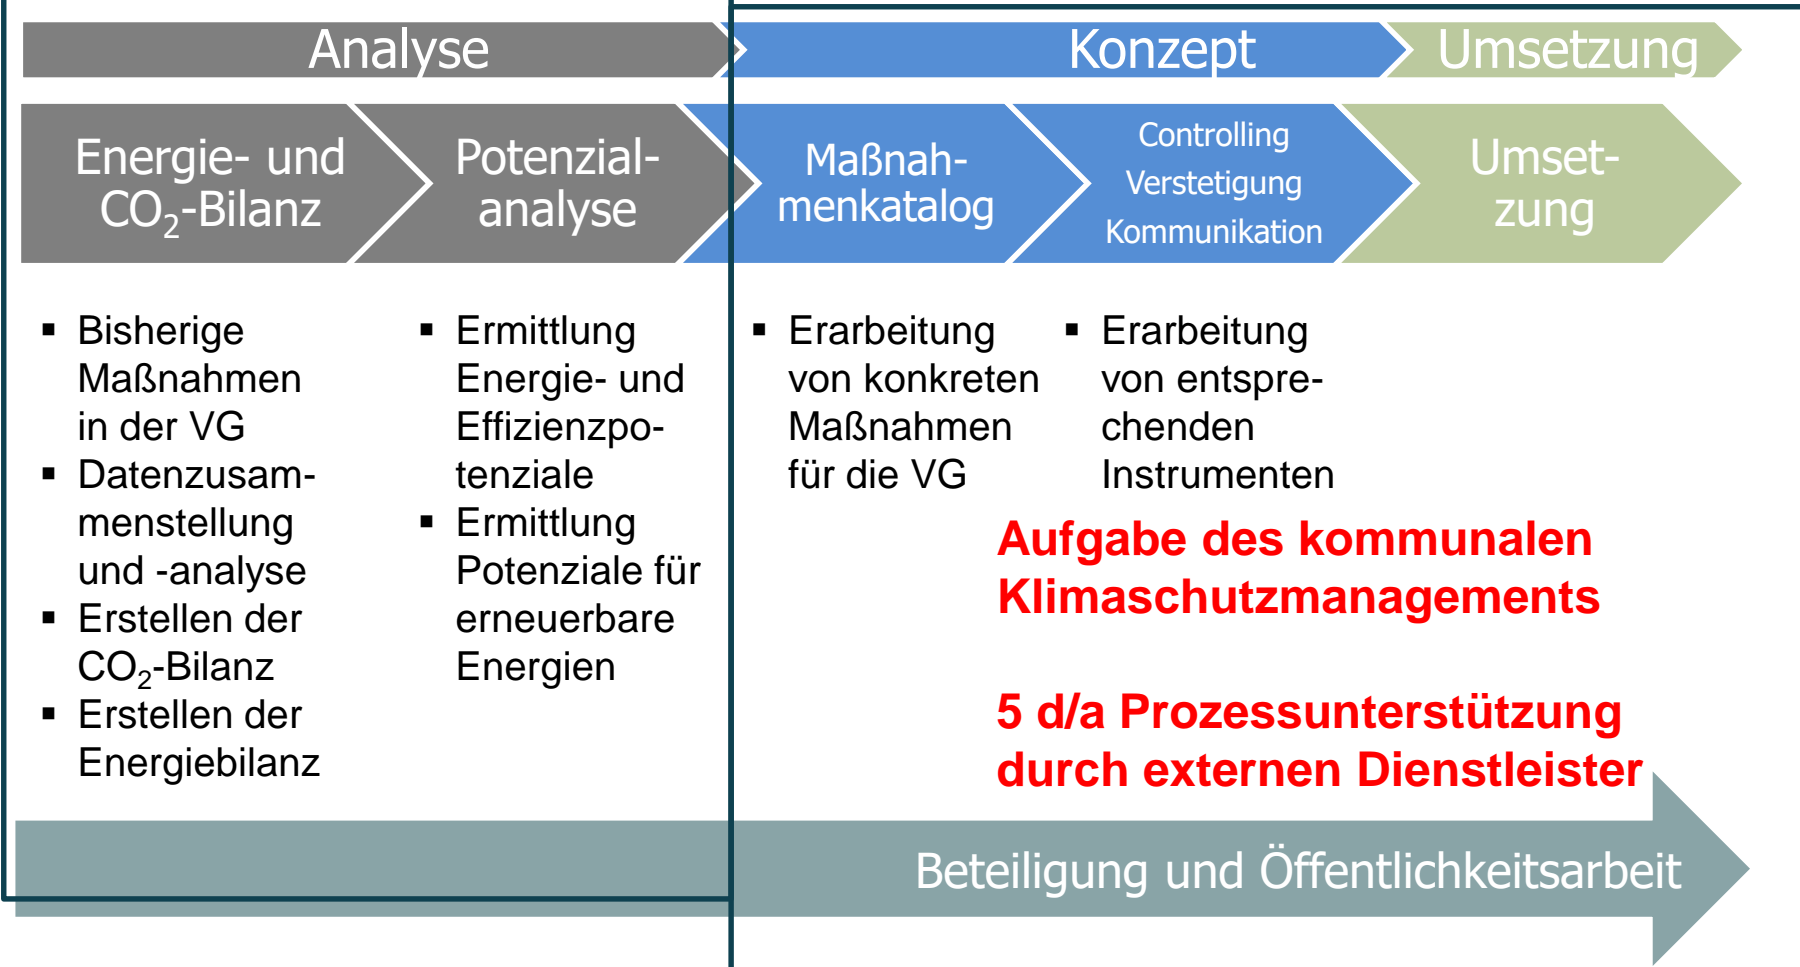 Analyse
Konzept
Umsetzung
Energie- und
CO₂-Bilanz
Potenzial-
analyse
Maßnah-
menkatalog
Controlling
Verstetigung
Kommunikation
Umset-
zung
▪ Bisherige
Maßnahmen
in der VG
▪ Datenzusam-
menstellung
und -analyse
▪ Erstellen der
CO₂-Bilanz
▪ Erstellen der
Energiebilanz
▪ Ermittlung
Energie- und
Effizienzpo-
tenziale
▪ Ermittlung
Potenziale für
erneuerbare
Energien
▪ Erarbeitung
von konkreten
Maßnahmen
für die VG
▪ Erarbeitung
von entspre-
chenden
Instrumenten
Aufgabe des kommunalen
Klimaschutzmanagements
5 d/a Prozessunterstützung
durch externen Dienstleister
Beteiligung und Öffentlichkeitsarbeit